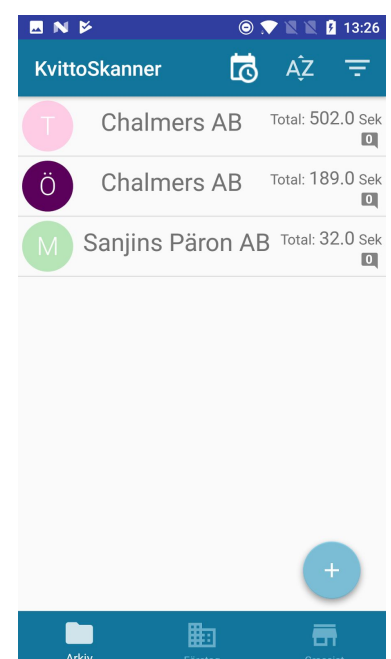 13:26
KvittoSkanner
AZ
T Chalmers AB Total: 502.0 Sek
0
Ö Chalmers AB Total: 189.0 Sek
0
M Sanjins Päron AB Total: 32.0 Sek
0
+
Arkiv